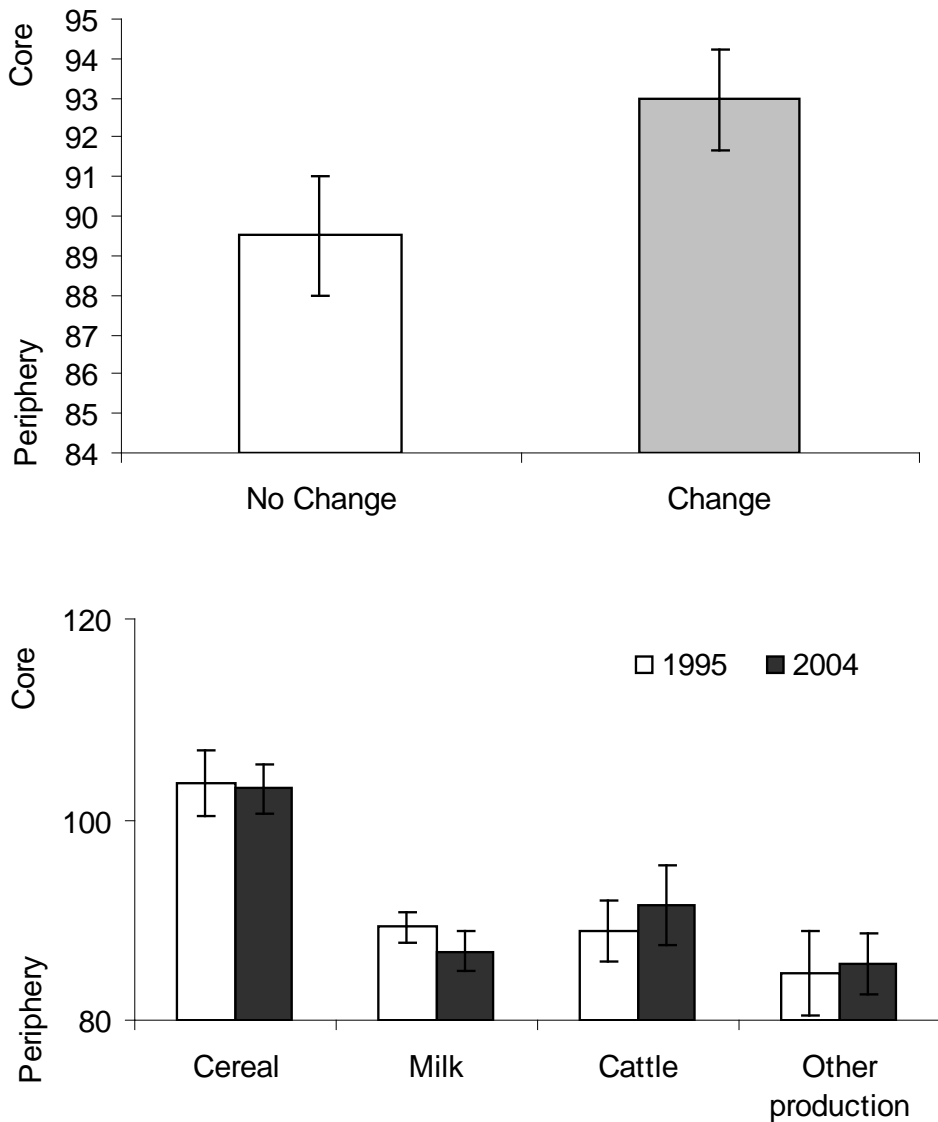 Core
Periphery
95
94
93
92
91
90
89
88
87
86
85
84
No Change Change
Core
Periphery
120
100
80
1995 2004
Cereal Milk Cattle Other
production